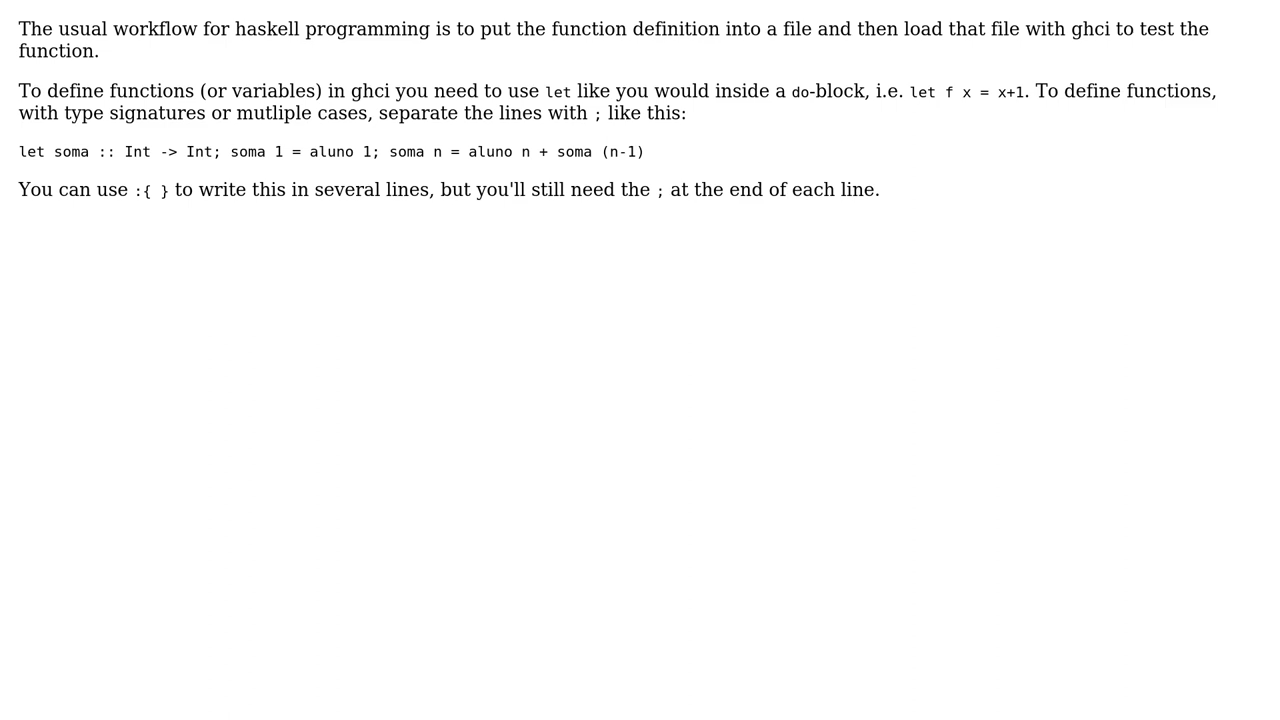 The usual workflow for haskell programming is to put the function definition into a file and then load that file with ghci to test the
function.
To define functions (or variables) in ghci you need to use let like you would inside a do-block, i.e. let f x = x+1. To define functions,
with type signatures or mutliple cases, separate the lines with ; like this:
let soma :: Int -> Int; soma 1 = aluno 1; soma n = aluno n + soma (n-1)
You can use :{ } to write this in several lines, but you'll still need the ; at the end of each line.